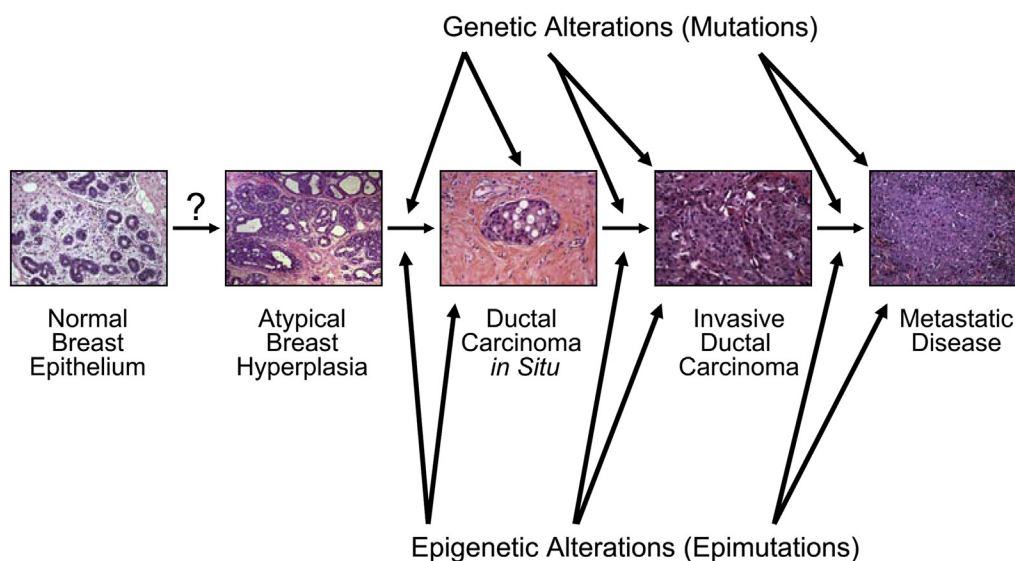 Genetic Alterations (Mutations)
?
Normal
Breast
Epithelium
Atypical
Breast
Hyperplasia
Ductal
Carcinoma
in Situ
Invasive
Ductal
Carcinoma
Metastatic
Disease
Epigenetic Alterations (Epimutations)